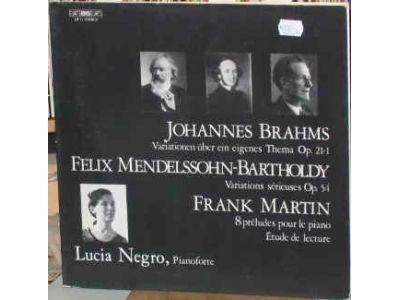 JOHANNES BRAHMS
Variationen über ein eigenes Thema Op. 21:1
FELIX MENDELSSOHN-BARTHOLDY
Variations sérieuses Op. 54
FRANK MARTIN
8 préludes pour le piano
Étude de lecture
Lucia Negro, Pianoforte